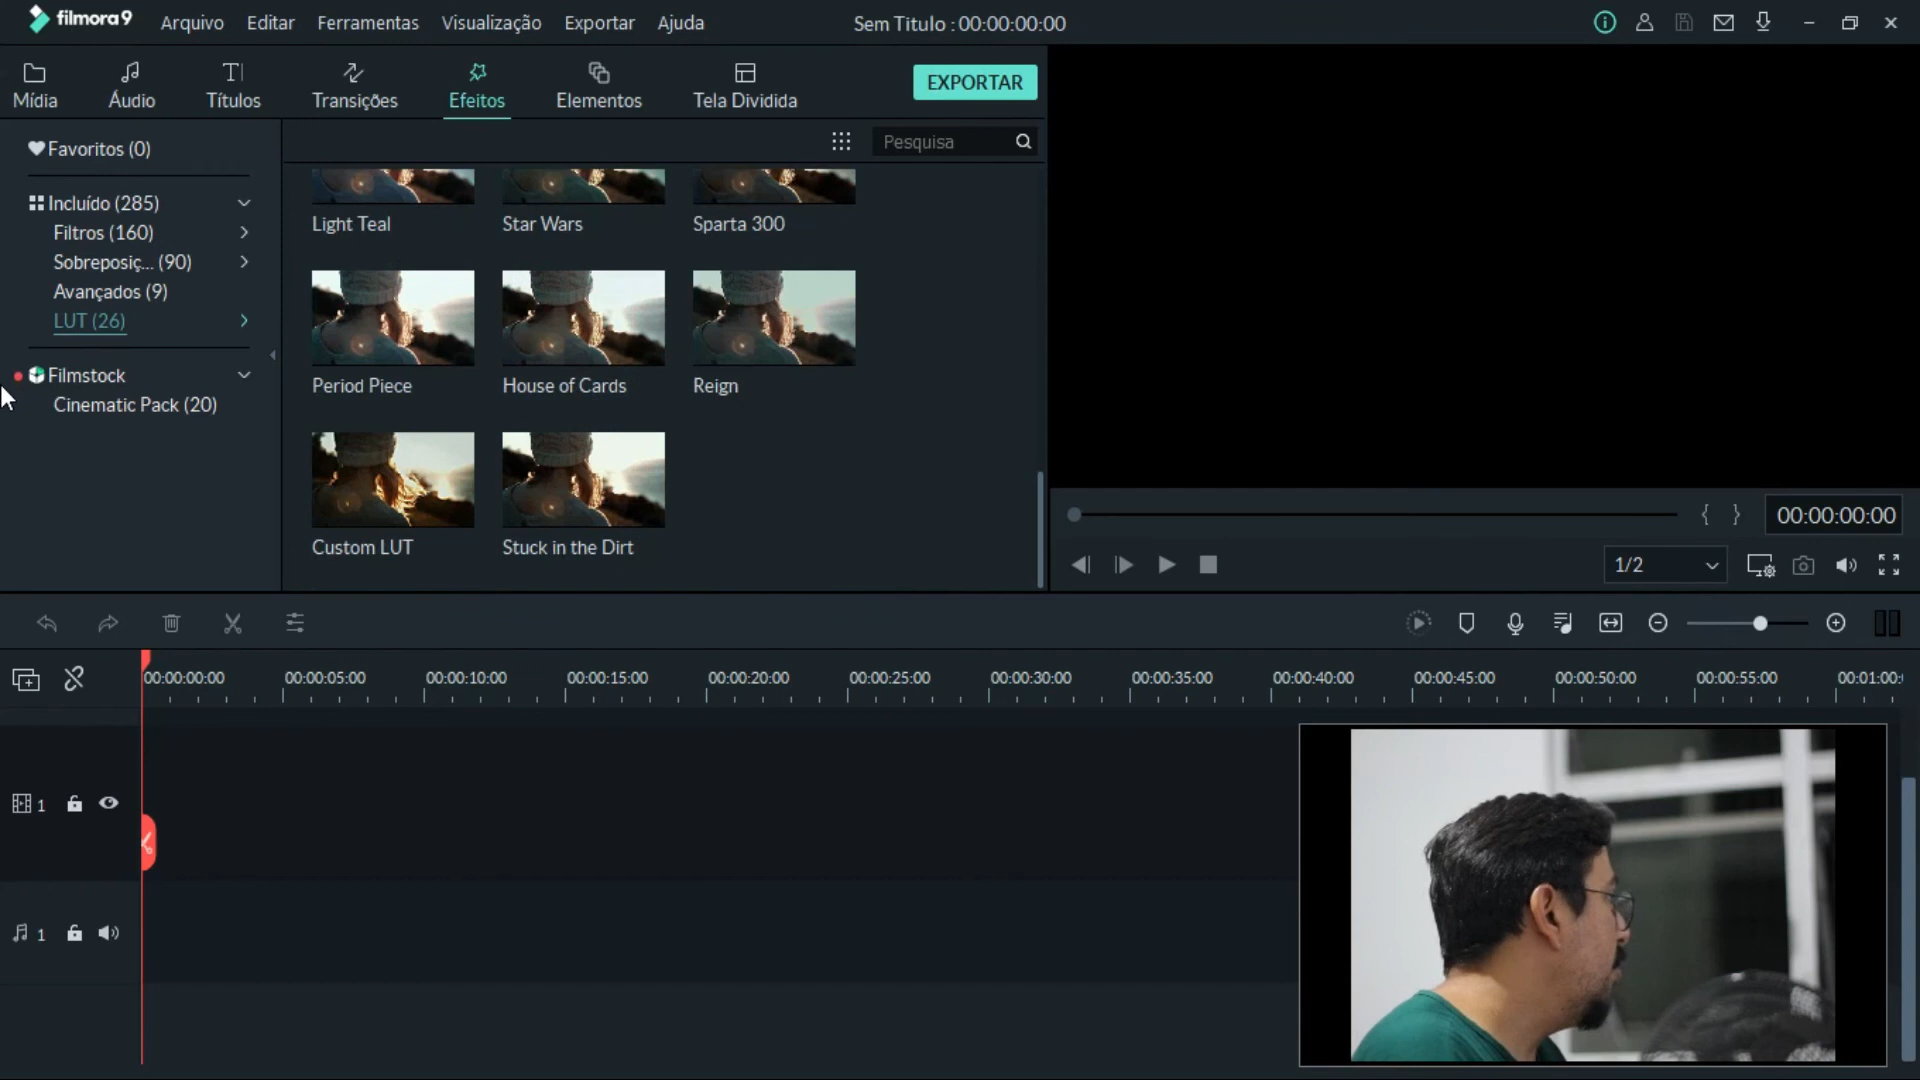 filmora9 Arquivo Editar Ferramentas Visualização Exportar Ajuda Sem Titulo : 00:00:00:00
Mídia Áudio Títulos Transições Efeitos Elementos Tela Dividida EXPORTAR
Favoritos (0)
Pesquisa
Incluído (285)
Filtros (160)
Sobreposiç... (90)
Avançados (9)
LUT (26)
Filmstock
Cinematic Pack (20)
Light Teal Star Wars Sparta 300
Period Piece House of Cards Reign
Custom LUT Stuck in the Dirt
{ } 00:00:00:00
1/2
00:00:00:00 00:00:05:00 00:00:10:00 00:00:15:00 00:00:20:00 00:00:25:00 00:00:30:00 00:00:35:00 00:00:40:00 00:00:45:00 00:00:50:00 00:00:55:00 00:01:00:
1
1